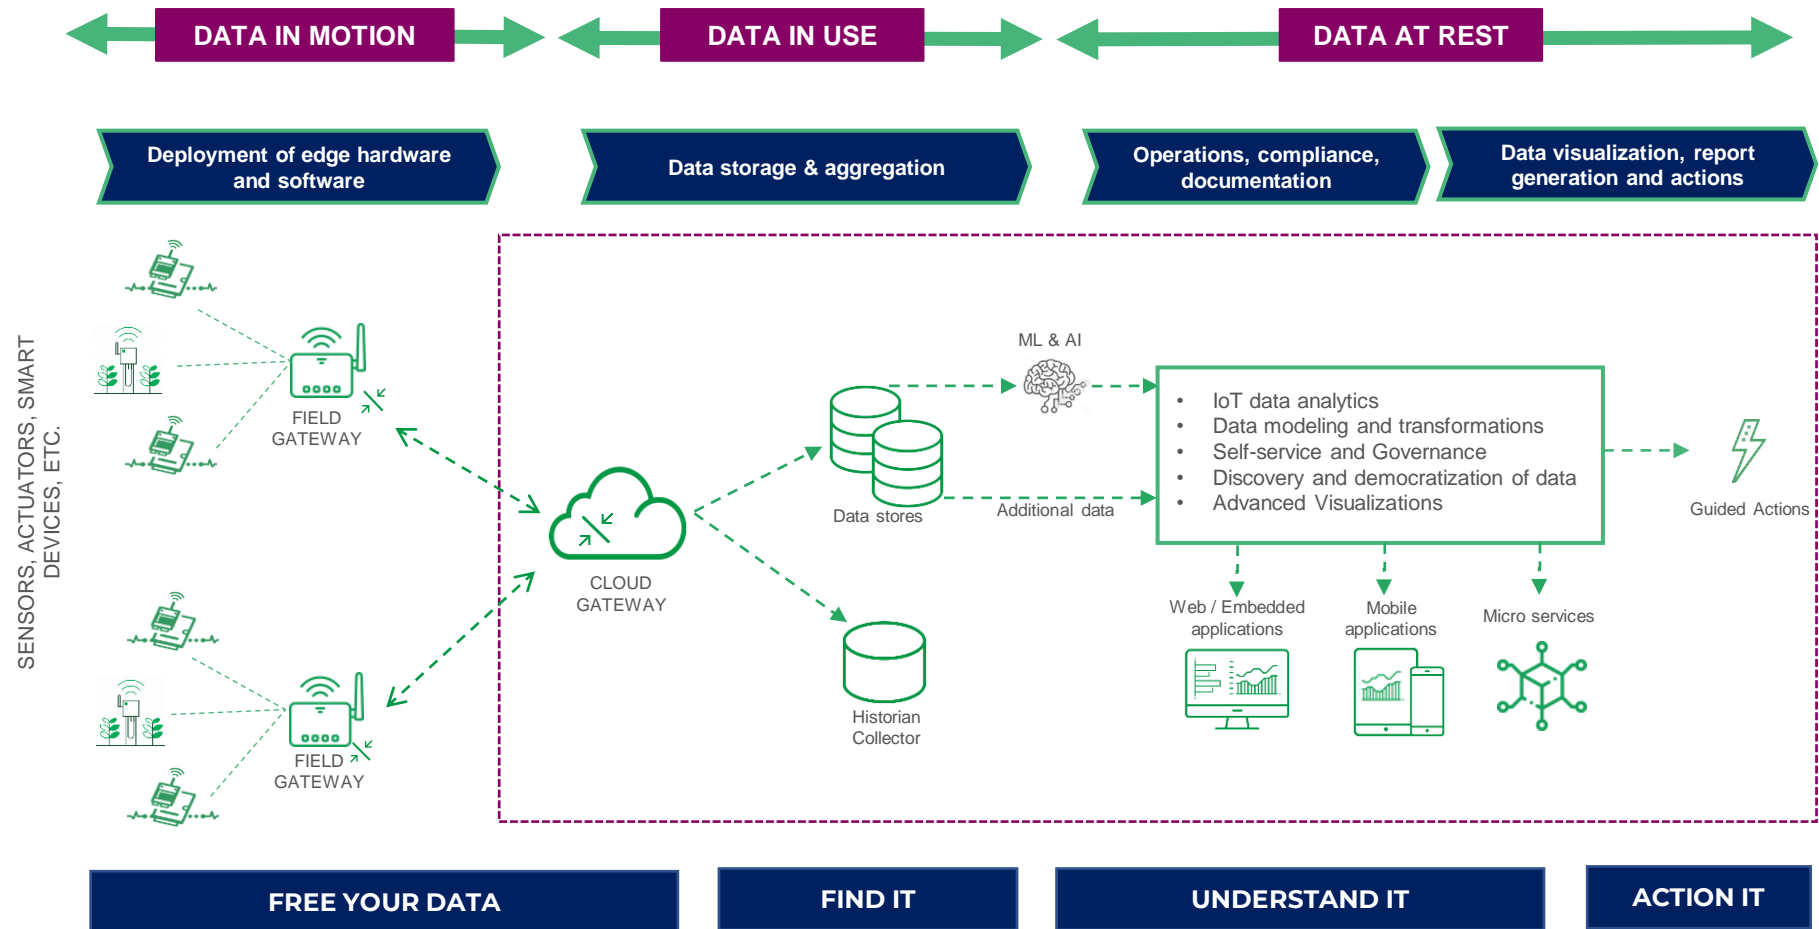 DATA IN MOTION
DATA IN USE
DATA AT REST
Deployment of edge hardware
and software
Data storage & aggregation
Operations, compliance,
documentation
Data visualization, report
generation and actions
SENSORS, ACTUATORS, SMART
DEVICES, ETC.
FIELD
GATEWAY
FIELD
GATEWAY
CLOUD
GATEWAY
Data stores
Historian
Collector
ML & AI
Additional data
• IoT data analytics
• Data modeling and transformations
• Self-service and Governance
• Discovery and democratization of data
• Advanced Visualizations
Guided Actions
Web / Embedded
applications
Mobile
applications
Micro services
FREE YOUR DATA
FIND IT
UNDERSTAND IT
ACTION IT